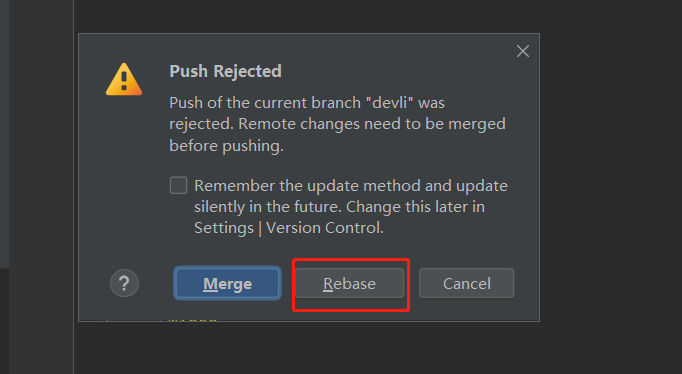 Push Rejected
Push of the current branch "devli" was
rejected. Remote changes need to be merged
before pushing.
Remember the update method and update
silently in the future. Change this later in
Settings | Version Control.
? Merge Rebase Cancel